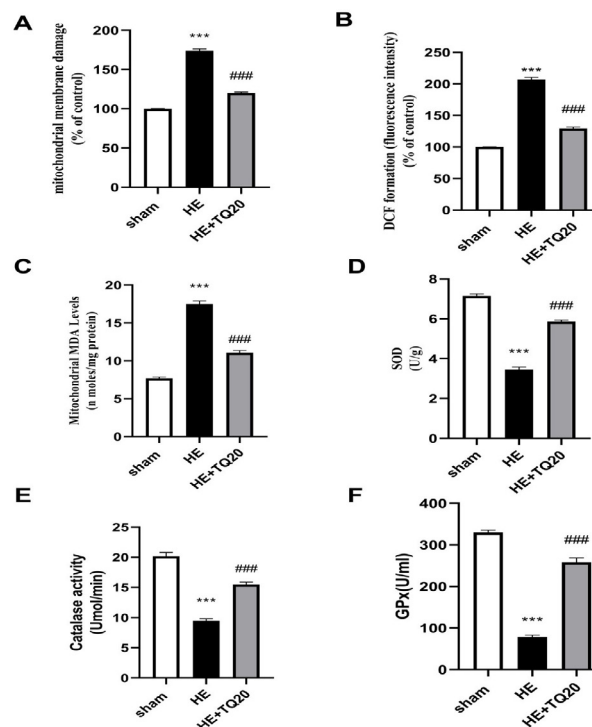 A
mitochondrial membrane damage
(% of control)
200
150
100
50
0
***
###
sham
HE
HE+TQ20
B
DCF formation (fluorescence intensity)
(% of control)
250
200
150
100
50
0
***
###
sham
HE
HE+TQ20
C
Mitochondrial MDA Levels
(n moles/mg protein)
20
15
10
5
0
***
###
sham
HE
HE+TQ20
D
SOD
(U/g)
8
6
4
2
0
***
###
sham
HE
HE+TQ20
E
Catalase activity
(Umol/min)
25
20
15
10
5
0
***
###
sham
HE
HE+TQ20
F
GPx(U/ml)
400
300
200
100
0
***
###
sham
HE
HE+TQ20